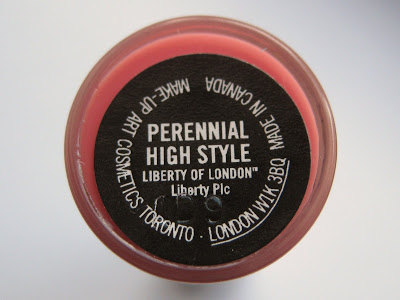 PERENNIAL
HIGH STYLE
LIBERTY OF LONDON™
Liberty Plc
MAKE-UP ART COSMETICS TORONTO · LONDON W1K 3BQ MADE IN CANADA